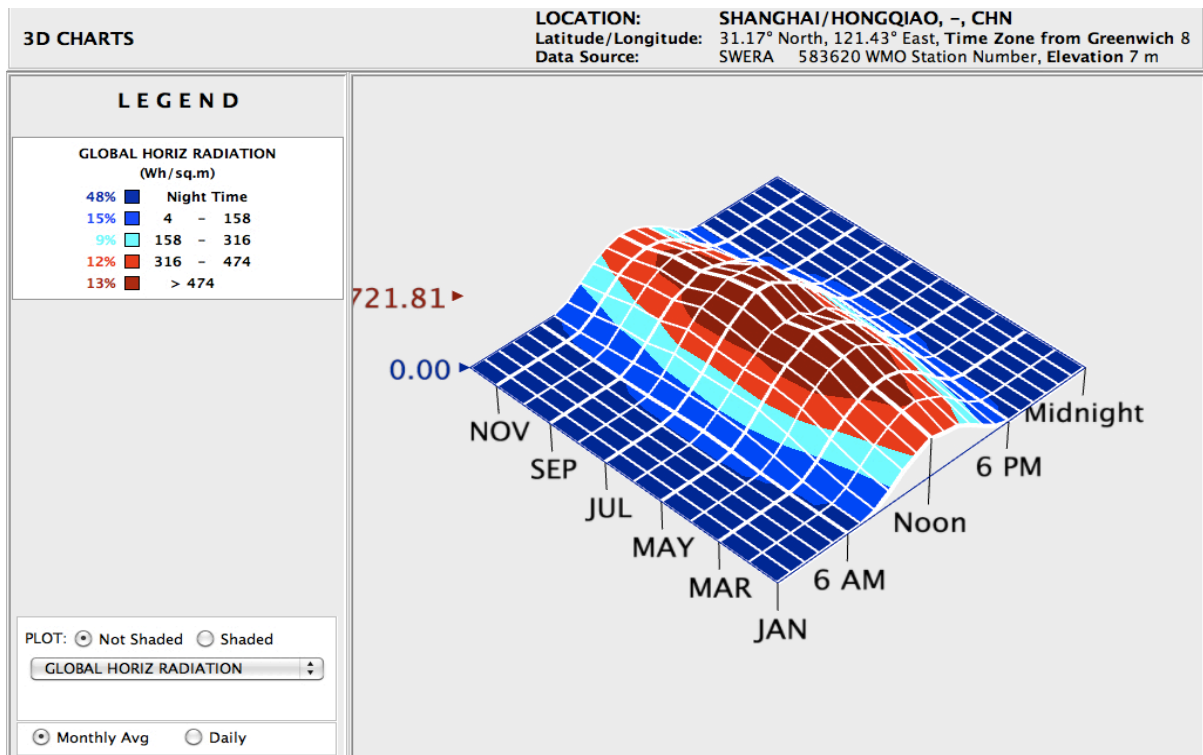 3D CHARTS
LOCATION: SHANGHAI/HONGQIAO, -, CHN
Latitude/Longitude: 31.17° North, 121.43° East, Time Zone from Greenwich 8
Data Source: SWERA 583620 WMO Station Number, Elevation 7 m
LEGEND
GLOBAL HORIZ RADIATION
(Wh/sq.m)
48% Night Time
15% 4 - 158
9% 158 - 316
12% 316 - 474
13% > 474
721.81
0.00
NOV
SEP
JUL
MAY
MAR
JAN
6 AM
Noon
6 PM
Midnight
PLOT: Not Shaded Shaded
GLOBAL HORIZ RADIATION
Monthly Avg Daily